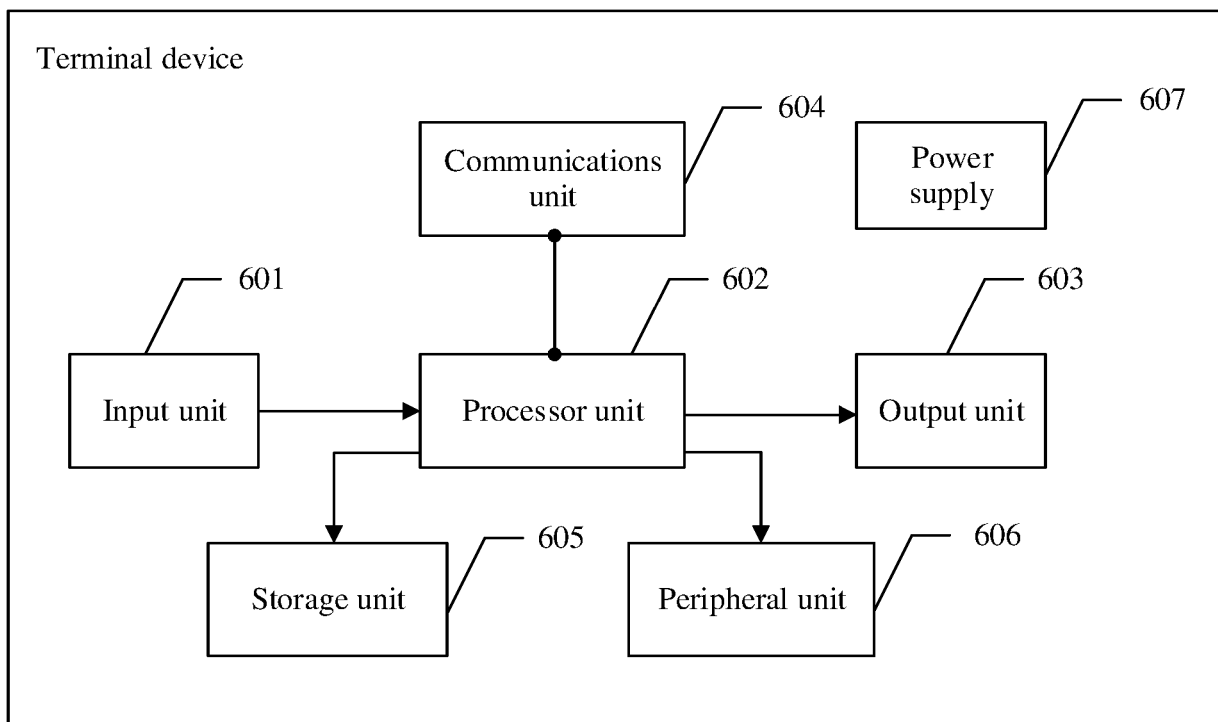 Terminal device
604
607
Communications
unit
Power
supply
601
602
603
Input unit
Processor unit
Output unit
605
606
Storage unit
Peripheral unit